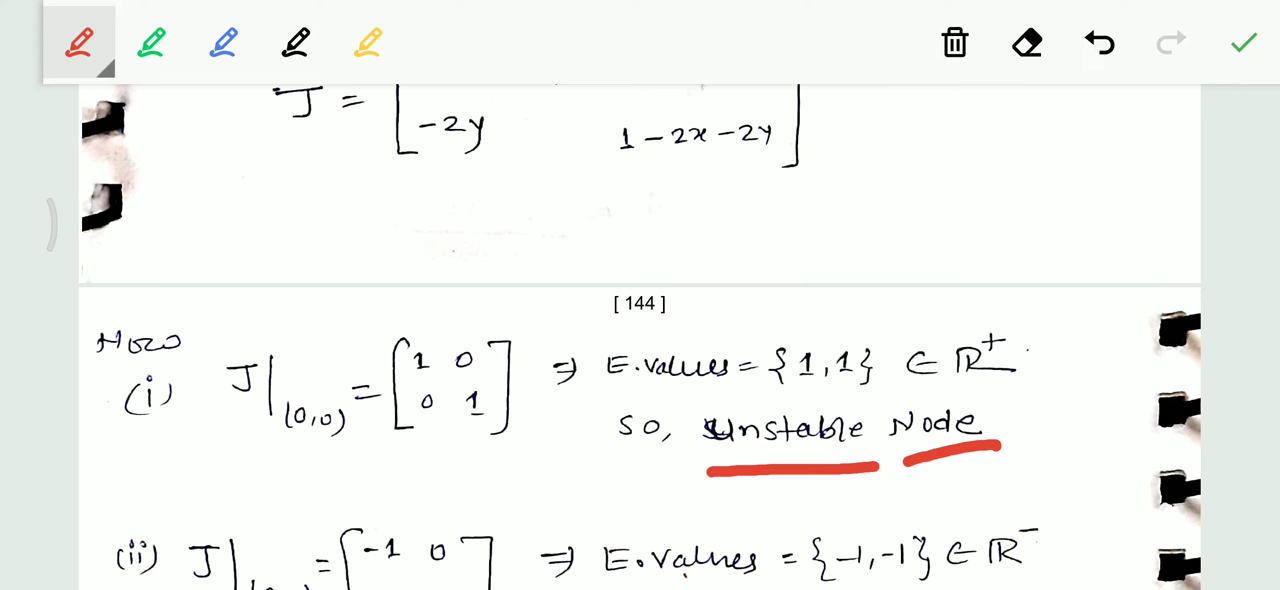 J = [
-2y 1-2x-2y ]
[ 144 ]
Now
(i) J|(0,0) = [1 0 0 1] ⇒ E.values = {1,1} ∈ ℝ⁺
so, unstable Node
(ii) J| = [-1 0 ] ⇒ E.values = {-1,-1} ∈ ℝ⁻